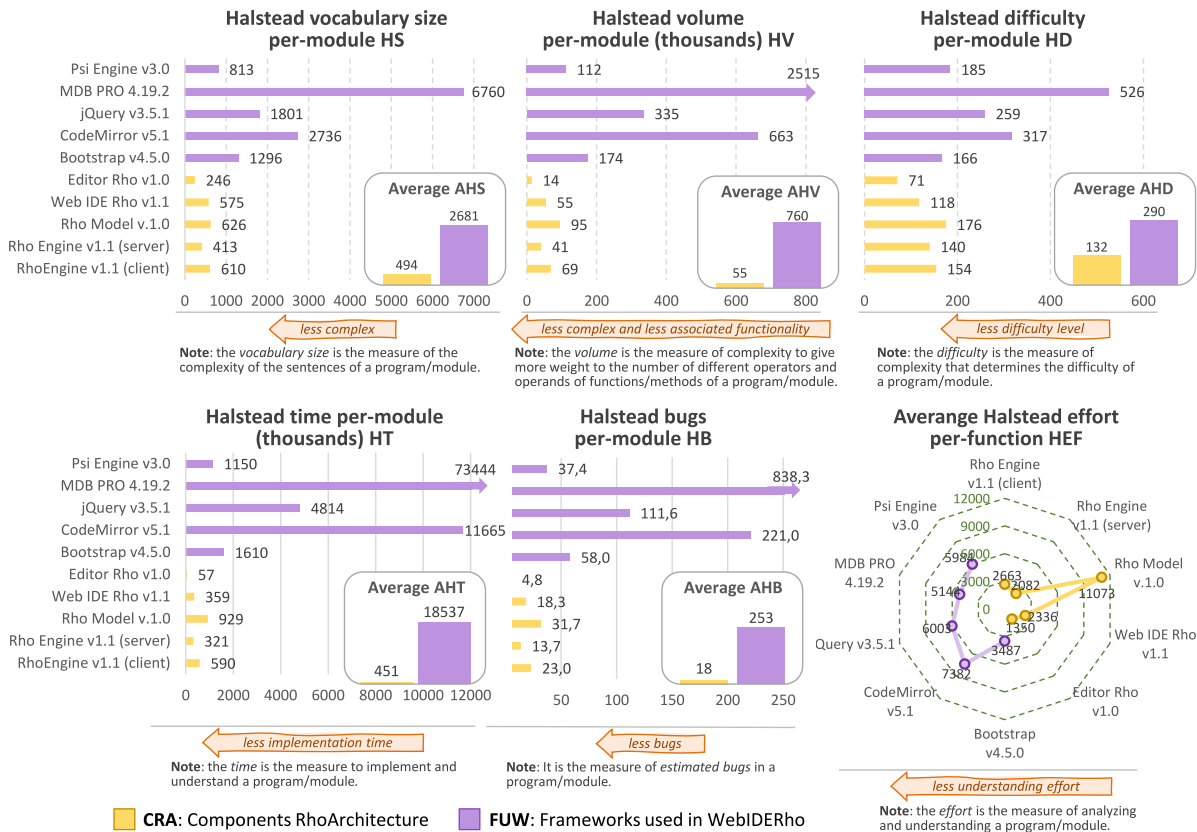 Halstead vocabulary size
per-module HS
Psi Engine v3.0
MDB PRO 4.19.2
jQuery v3.5.1
CodeMirror v5.1
Bootstrap v4.5.0
Editor Rho v1.0
Web IDE Rho v1.1
Rho Model v.1.0
Rho Engine v1.1 (server)
RhoEngine v1.1 (client)
813
6760
1801
2736
1296
246
575
626
413
610
Average AHS
2681
494
0 1000 2000 3000 4000 5000 6000 7000
less complex
Note: the vocabulary size is the measure of the
complexity of the sentences of a program/module.
Halstead volume
per-module (thousands) HV
112
2515
335
663
174
14
55
95
41
69
Average AHV
760
55
0 200 400 600 800
less complex and less associated functionality
Note: the volume is the measure of complexity to give
more weight to the number of different operators and
operands of functions/methods of a program/module.
Halstead difficulty
per-module HD
185
526
259
317
166
71
118
176
140
154
Average AHD
290
132
0 200 400 600
less difficulty level
Note: the difficulty is the measure of
complexity that determines the difficulty of
a program/module.
Halstead time per-module
(thousands) HT
Psi Engine v3.0
MDB PRO 4.19.2
jQuery v3.5.1
CodeMirror v5.1
Bootstrap v4.5.0
Editor Rho v1.0
Web IDE Rho v1.1
Rho Model v.1.0
Rho Engine v1.1 (server)
RhoEngine v1.1 (client)
1150
73444
4814
11665
1610
57
359
929
321
590
Average AHT
18537
451
0 2000 4000 6000 8000 10000 12000
less implementation time
Note: the time is the measure to implement and
understand a program/module.
Halstead bugs
per-module HB
37,4
838,3
111,6
221,0
58,0
4,8
18,3
31,7
13,7
23,0
Average AHB
253
18
50 100 150 200 250
less bugs
Note: It is the measure of estimated bugs in a
program/module.
Averange Halstead effort
per-function HEF
Rho Engine
v1.1 (client)
Rho Engine
v1.1 (server)
Rho Model
v.1.0
Web IDE Rho
v1.1
Editor Rho
v1.0
Bootstrap
v4.5.0
CodeMirror
v5.1
Query v3.5.1
MDB PRO
4.19.2
Psi Engine
v3.0
12000
9000
6000
3000
0
2663
2082
11073
2336
1350
3487
7382
6003
5144
5984
less understanding effort
Note: the effort is the measure of analyzing
and understanding a program/module.
CRA: Components RhoArchitecture
FUW: Frameworks used in WebIDERho